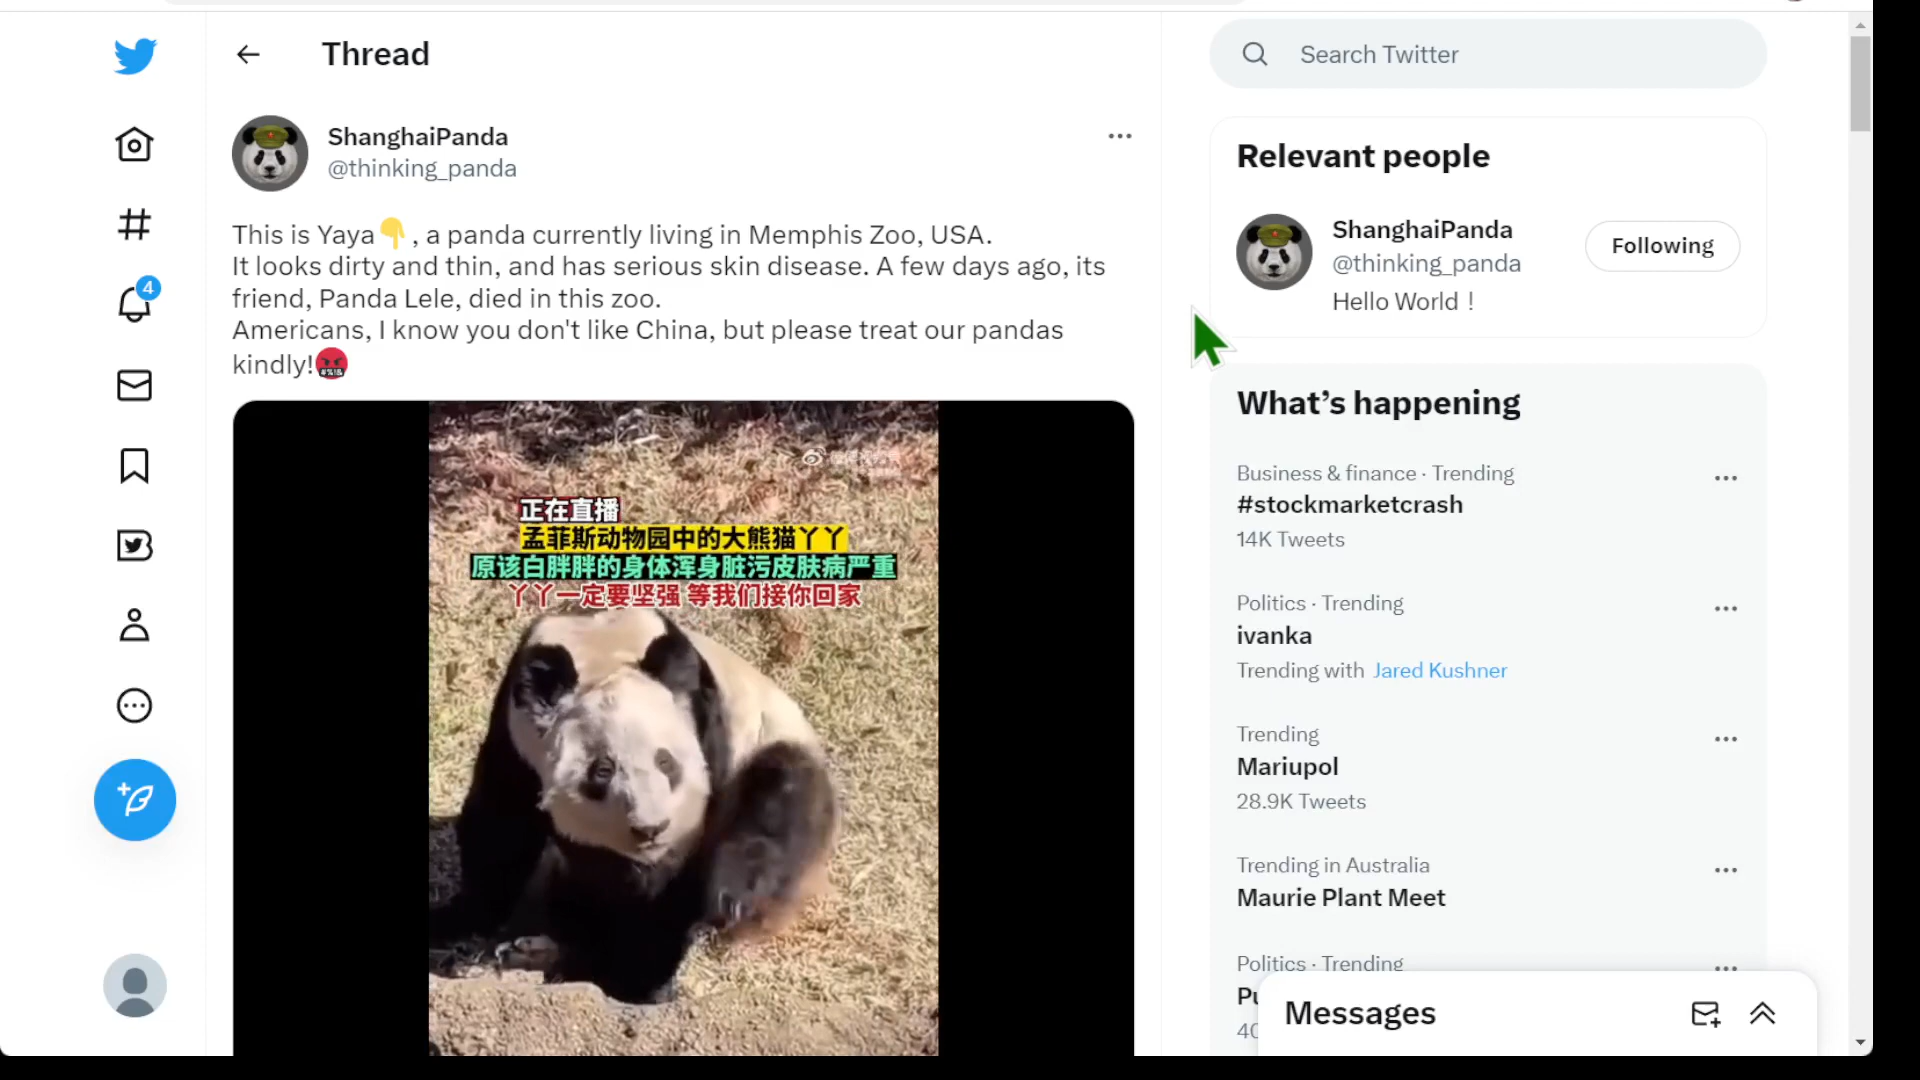 Thread
Search Twitter
ShanghaiPanda
@thinking_panda
This is Yaya👇, a panda currently living in Memphis Zoo, USA.
It looks dirty and thin, and has serious skin disease. A few days ago, its
friend, Panda Lele, died in this zoo.
Americans, I know you don't like China, but please treat our pandas
kindly!🤬
正在直播
孟菲斯动物园中的大熊猫丫丫
原该白胖胖的身体浑身脏污皮肤病严重
丫丫一定要坚强 等我们接你回家
Relevant people
ShanghaiPanda
@thinking_panda
Following
Hello World！
What’s happening
Business & finance · Trending
#stockmarketcrash
14K Tweets
Politics · Trending
ivanka
Trending with Jared Kushner
Trending
Mariupol
28.9K Tweets
Trending in Australia
Maurie Plant Meet
Politics · Trending
Messages
4